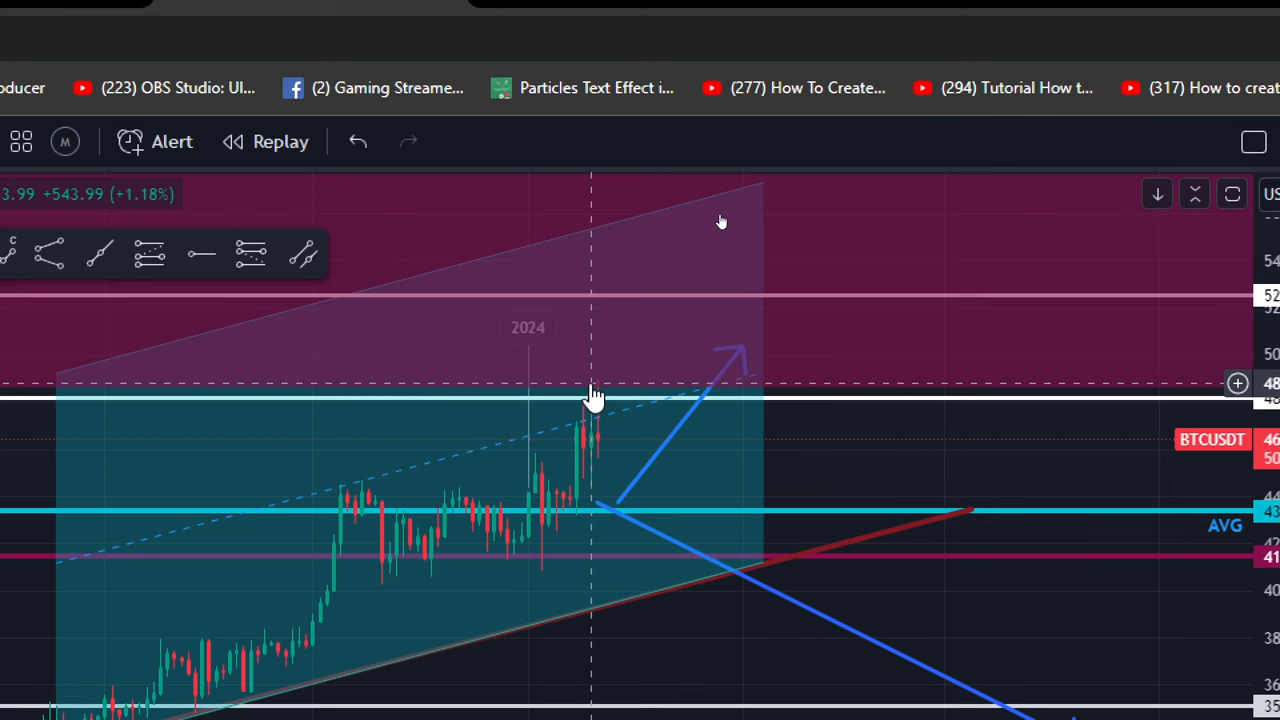 oducer (223) OBS Studio: UI... (2) Gaming Streame... Particles Text Effect i... (277) How To Create... (294) Tutorial How t... (317) How to creat
M Alert Replay
3.99 +543.99 (+1.18%)
US
C
54
52
2024
50
48
BTCUSDT 46
50
43
AVG
42
41
40
38
36
35